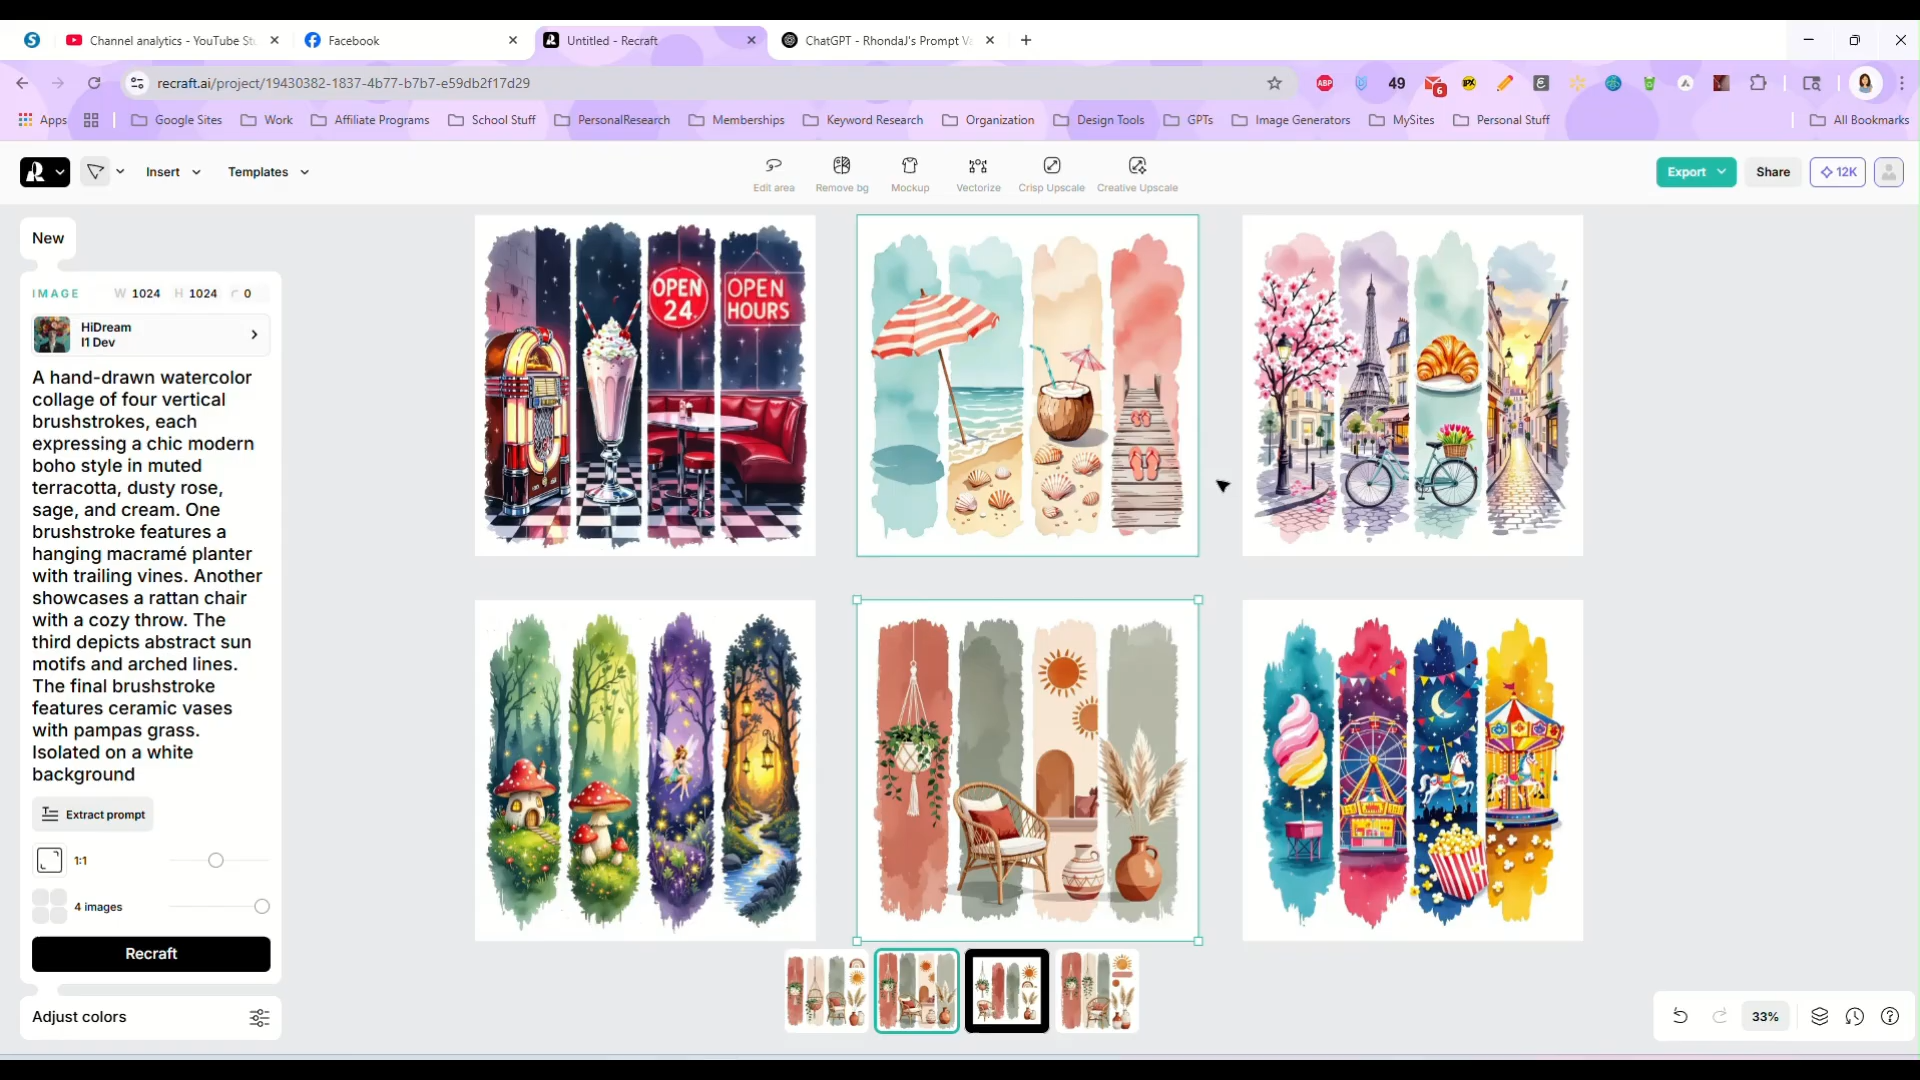 Channel analytics - YouTube St
Facebook
Untitled - Recraft
ChatGPT - RhondaJ's Prompt Va
recraft.ai/project/19430382-1837-4b77-b7b7-e59db2f17d29
ABP
49
6
IPX
Apps
Google Sites
Work
Affiliate Programs
School Stuff
PersonalResearch
Memberships
Keyword Research
Organization
Design Tools
GPTs
Image Generators
MySites
Personal Stuff
All Bookmarks
Insert
Templates
Edit area
Remove bg
Mockup
Vectorize
Crisp Upscale
Creative Upscale
Export
Share
12K
New
IMAGE W 1024 H 1024 0
HiDream
I1 Dev
A hand-drawn watercolor
collage of four vertical
brushstrokes, each
expressing a chic modern
boho style in muted
terracotta, dusty rose,
sage, and cream. One
brushstroke features a
hanging macramé planter
with trailing vines. Another
showcases a rattan chair
with a cozy throw. The
third depicts abstract sun
motifs and arched lines.
The final brushstroke
features ceramic vases
with pampas grass.
Isolated on a white
background
Extract prompt
1:1
4 images
Recraft
Adjust colors
OPEN
24.
OPEN
HOURS
33%